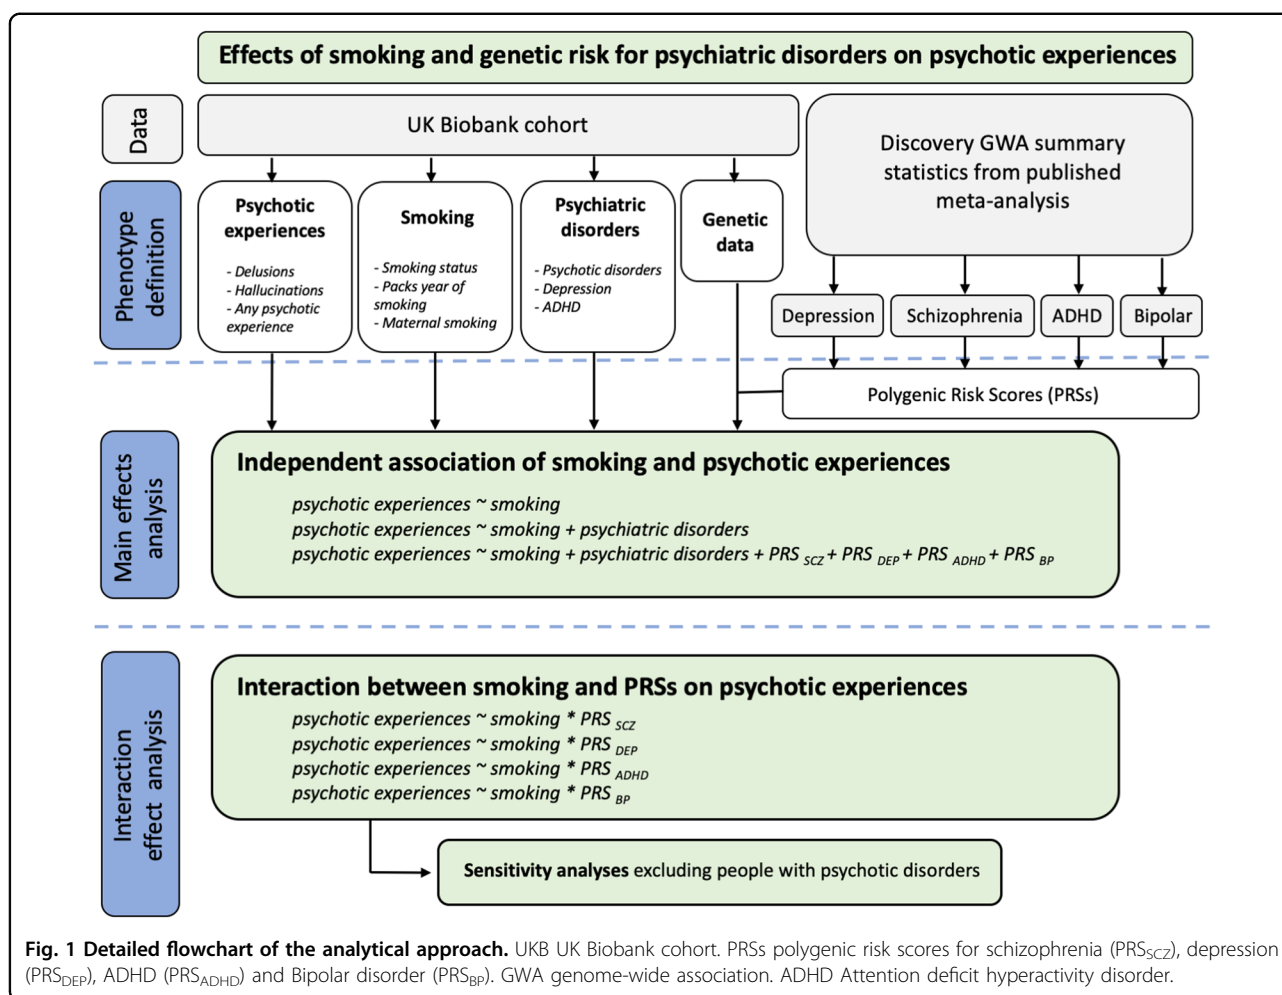 Effects of smoking and genetic risk for psychiatric disorders on psychotic experiences
Data
UK Biobank cohort
Discovery GWA summary
statistics from published
meta-analysis
Phenotype
definition
Psychotic
experiences
- Delusions
- Hallucinations
- Any psychotic
experience
Smoking
- Smoking status
- Packs year of
smoking
- Maternal smoking
Psychiatric
disorders
- Psychotic disorders
- Depression
- ADHD
Genetic
data
Depression
Schizophrenia
ADHD
Bipolar
Polygenic Risk Scores (PRSs)
Main effects
analysis
Independent association of smoking and psychotic experiences
psychotic experiences ~ smoking
psychotic experiences ~ smoking + psychiatric disorders
psychotic experiences ~ smoking + psychiatric disorders + PRS SCZ + PRS DEP + PRS ADHD + PRS BP
Interaction
effect analysis
Interaction between smoking and PRSs on psychotic experiences
psychotic experiences ~ smoking * PRS SCZ
psychotic experiences ~ smoking * PRS DEP
psychotic experiences ~ smoking * PRS ADHD
psychotic experiences ~ smoking * PRS BP
Sensitivity analyses excluding people with psychotic disorders
Fig. 1 Detailed flowchart of the analytical approach. UKB UK Biobank cohort. PRSs polygenic risk scores for schizophrenia (PRSSCZ), depression
(PRSDEP), ADHD (PRSADHD) and Bipolar disorder (PRSBP). GWA genome-wide association. ADHD Attention deficit hyperactivity disorder.